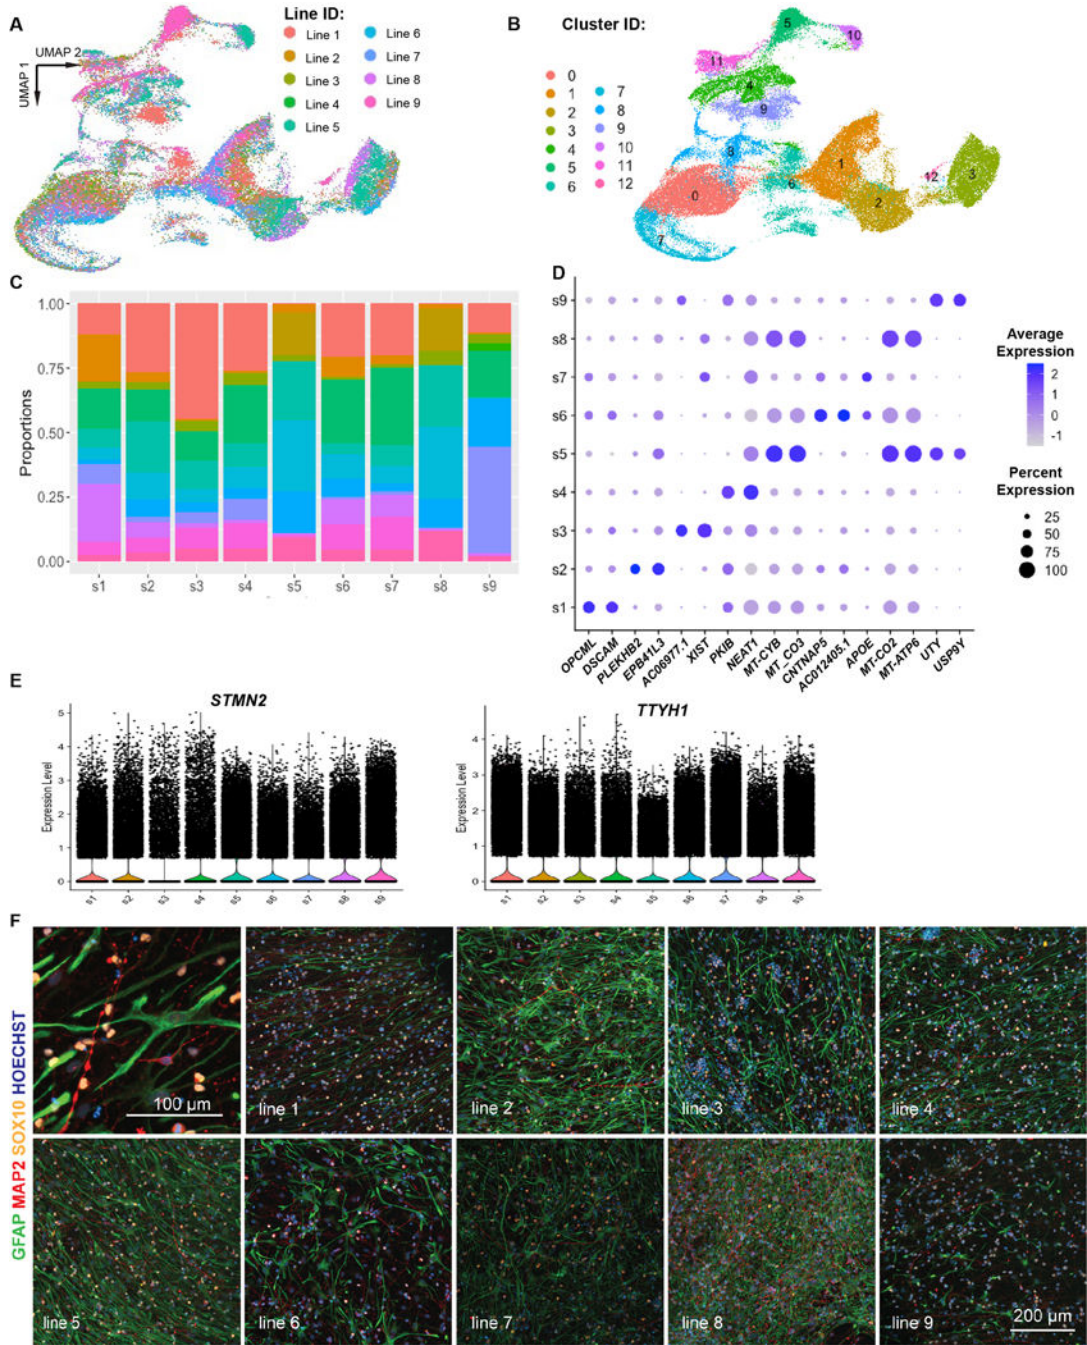 A
Line ID:
UMAP 2
UMAP 1
Line 1
Line 2
Line 3
Line 4
Line 5
Line 6
Line 7
Line 8
Line 9
B
Cluster ID:
0
1
2
3
4
5
6
7
8
9
10
11
12
5
10
11
4
9
8
1
12
3
0
6
2
7
C
Proportions
1.00
0.75
0.50
0.25
0.00
s1
s2
s3
s4
s5
s6
s7
s8
s9
D
s9
s8
s7
s6
s5
s4
s3
s2
s1
OPCML
DSCAM
PLEKHB2
EPB41L3
AC06977.1
XIST
PKIB
NEAT1
MT-CYB
MT_CO3
CNTNAP5
AC012405.1
APOE
MT-CO2
MT-ATP6
UTY
USP9Y
Average
Expression
2
1
0
-1
Percent
Expression
25
50
75
100
E
STMN2
Expression Level
5
4
3
2
1
0
s1
s2
s3
s4
s5
s6
s7
s8
s9
TTYH1
Expression Level
4
3
2
1
0
s1
s2
s3
s4
s5
s6
s7
s8
s9
F
GFAP MAP2 SOX10 HOECHST
100 µm
line 1
line 2
line 3
line 4
line 5
line 6
line 7
line 8
line 9
200 µm